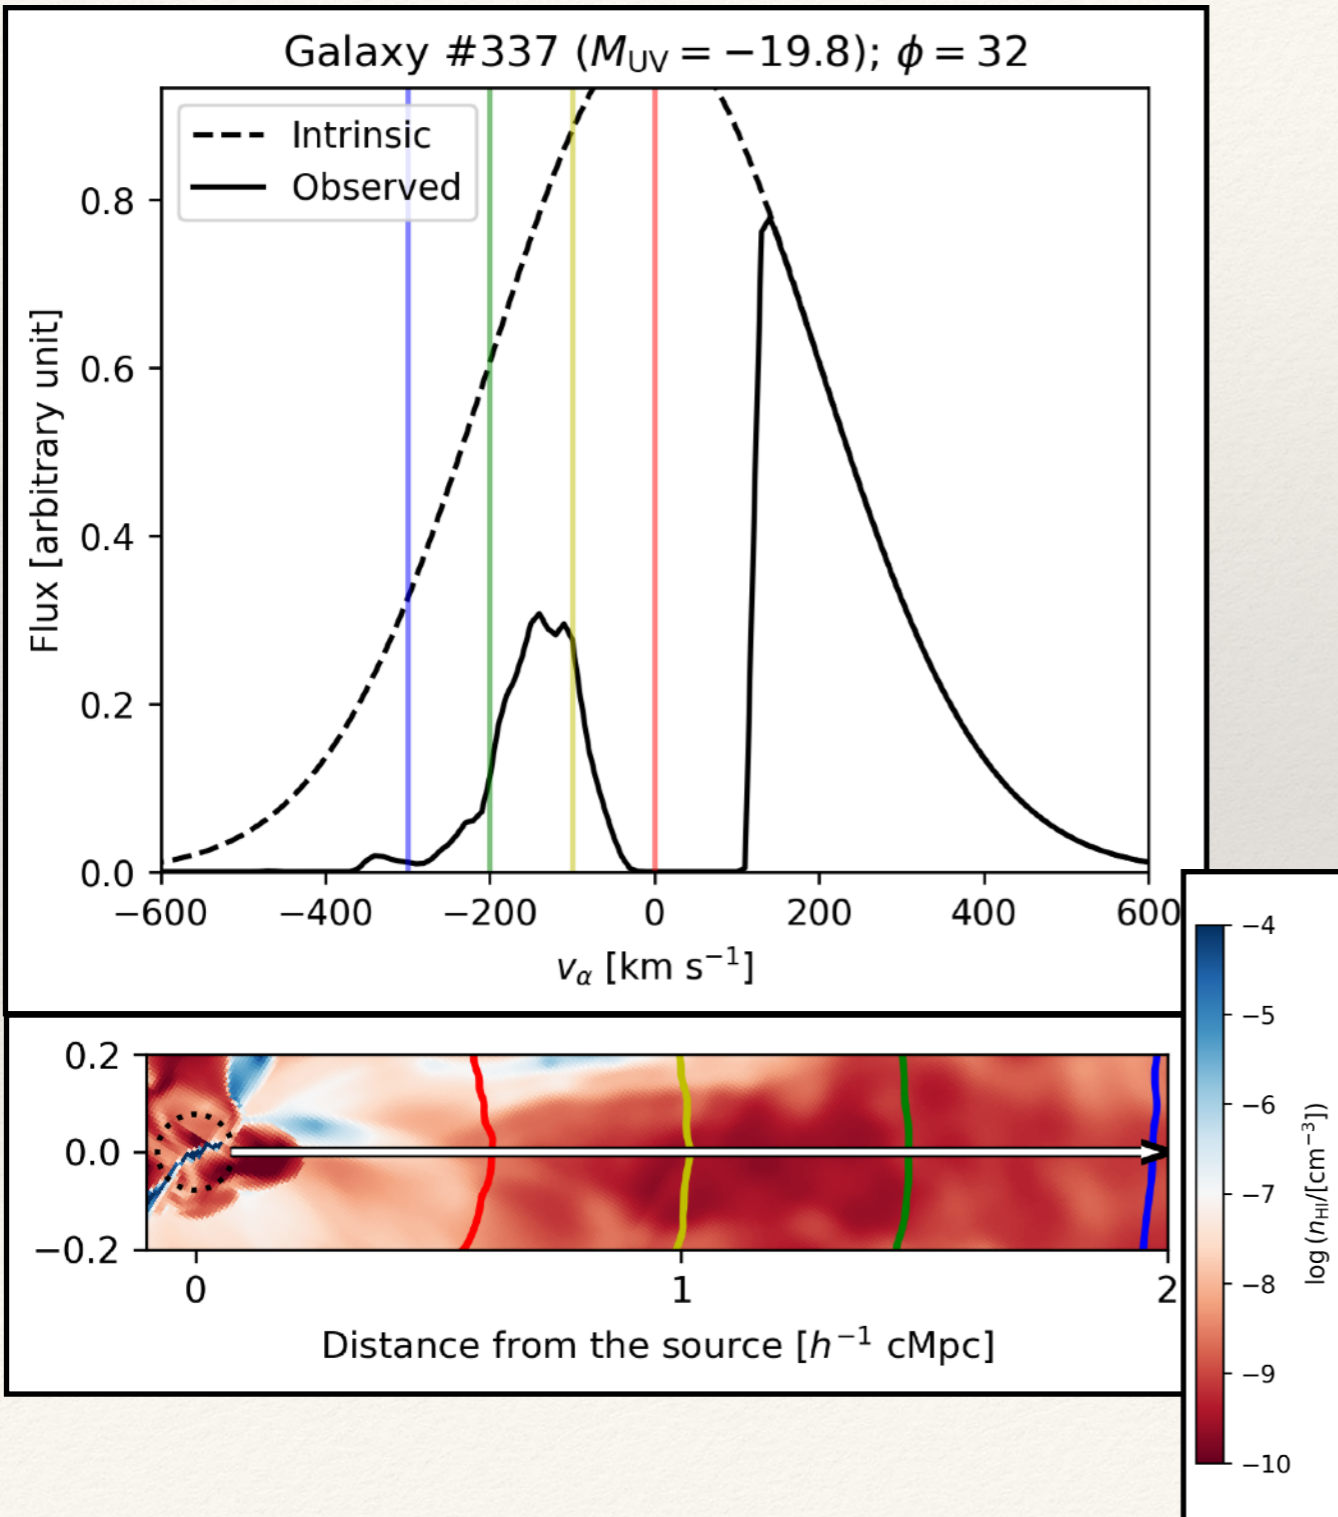 Galaxy #337 (M_UV = −19.8); ϕ = 32
Intrinsic
Observed
Flux [arbitrary unit]
0.8
0.6
0.4
0.2
0.0
−600 −400 −200 0 200 400 600
v_α [km s⁻¹]
0.2
0.0
−0.2
0 1 2
Distance from the source [h⁻¹ cMpc]
−4
−5
−6
−7
−8
−9
−10
log (n_HI/[cm⁻³])